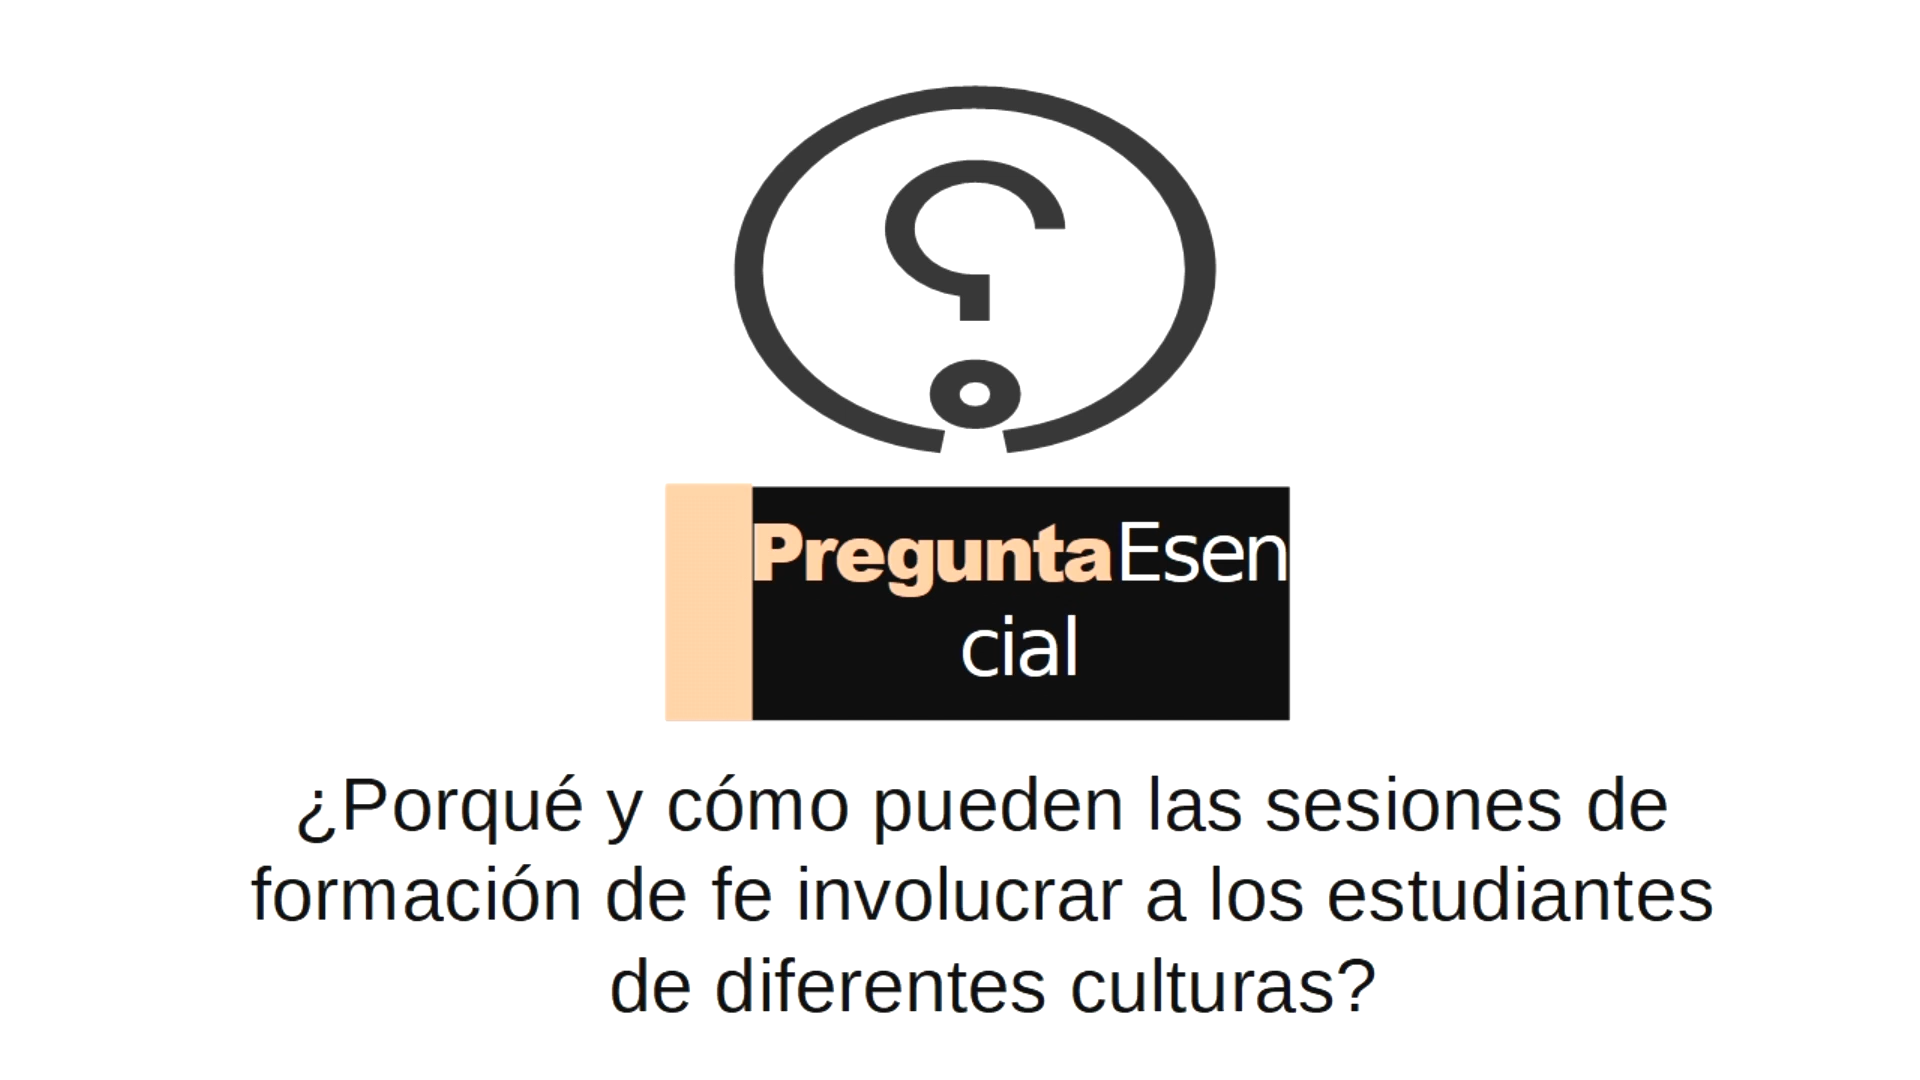 PreguntaEsen
cial
¿Porqué y cómo pueden las sesiones de
formación de fe involucrar a los estudiantes
de diferentes culturas?